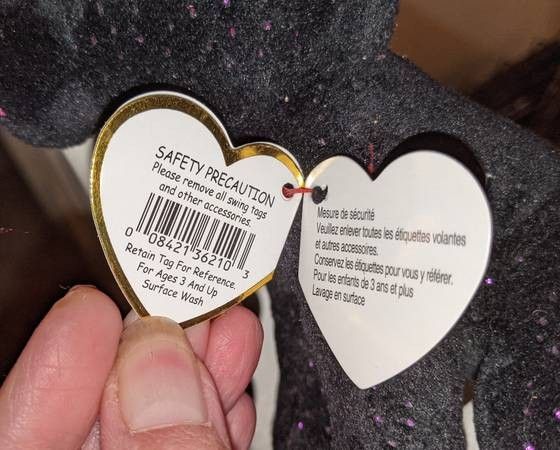 SAFETY PRECAUTION
Please remove all swing tags
and other accessories.
0 08421 36210 3
Retain Tag For Reference.
For Ages 3 And Up
Surface Wash
Mesure de sécurité
Veuillez enlever toutes les étiquettes volantes
et autres accessoires.
Conservez les étiquettes pour vous y référer.
Pour les enfants de 3 ans et plus
Lavage en surface